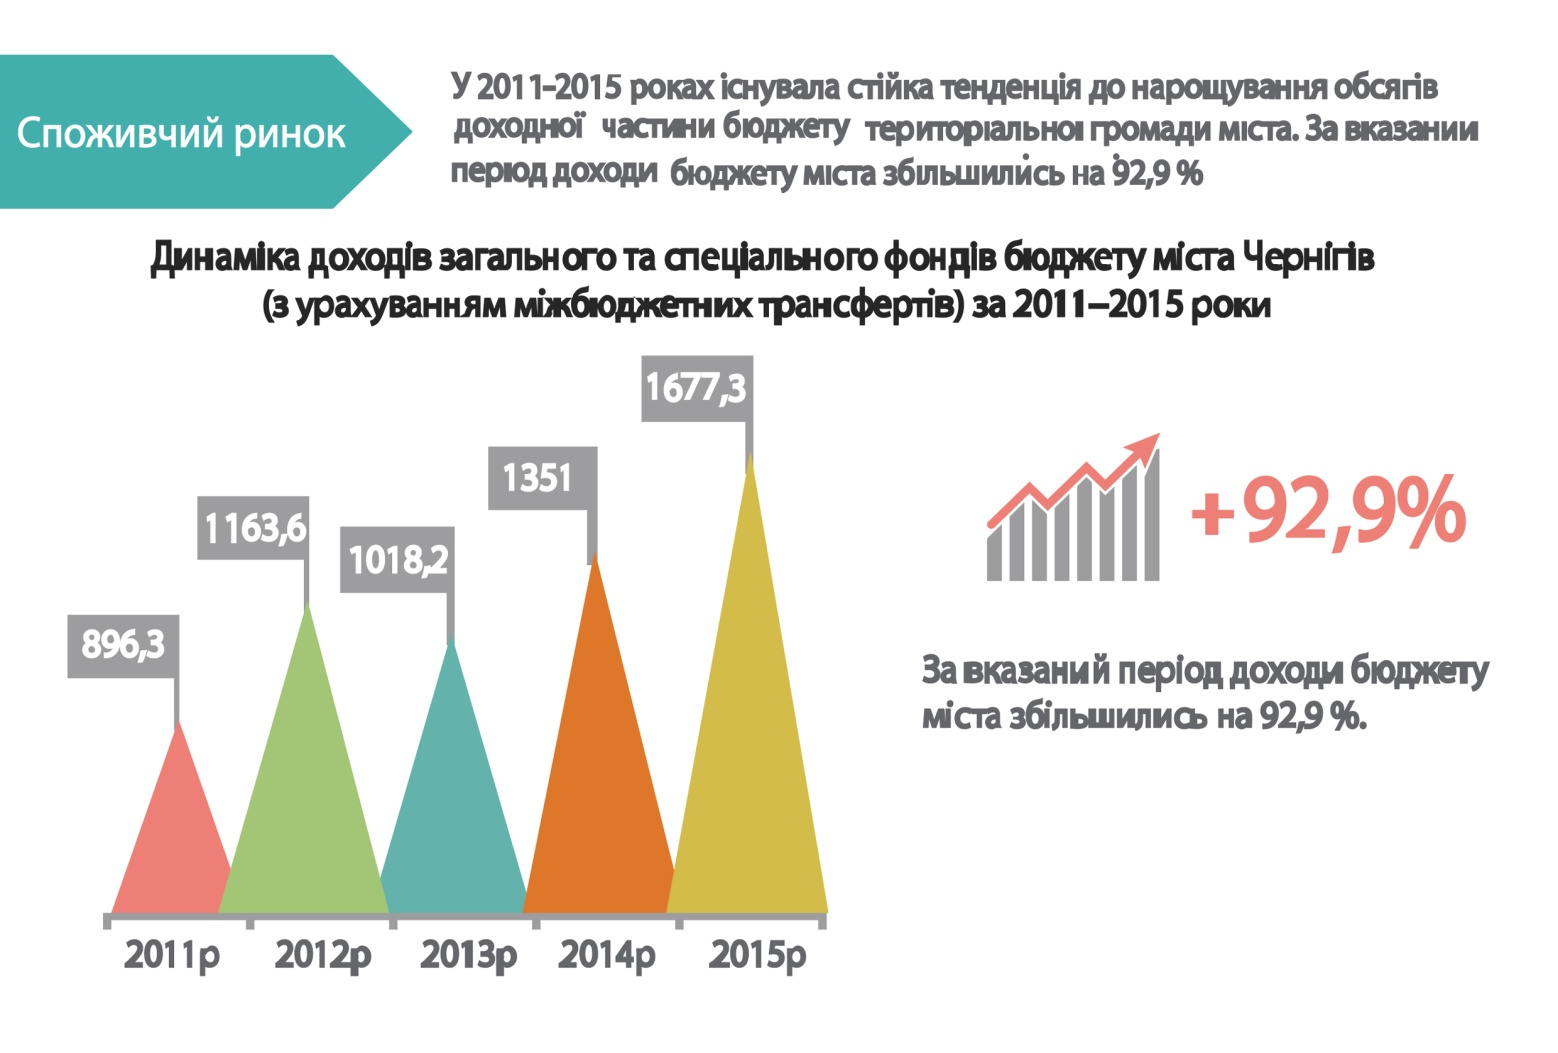 Споживчий ринок
У 2011-2015 роках існувала стійка тенденція до нарощування обсягів
доходної частини бюджету територіальної громади міста. За вказаний
період доходи бюджету міста збільшились на 92,9 %
Динаміка доходів загального та спеціального фондів бюджету міста Чернігів
(з урахуванням міжбюджетних трансфертів) за 2011–2015 роки
1677,3
1351
1163,6
1018,2
896,3
+92,9%
За вказаний період доходи бюджету
міста збільшились на 92,9 %.
2011р 2012р 2013р 2014р 2015р